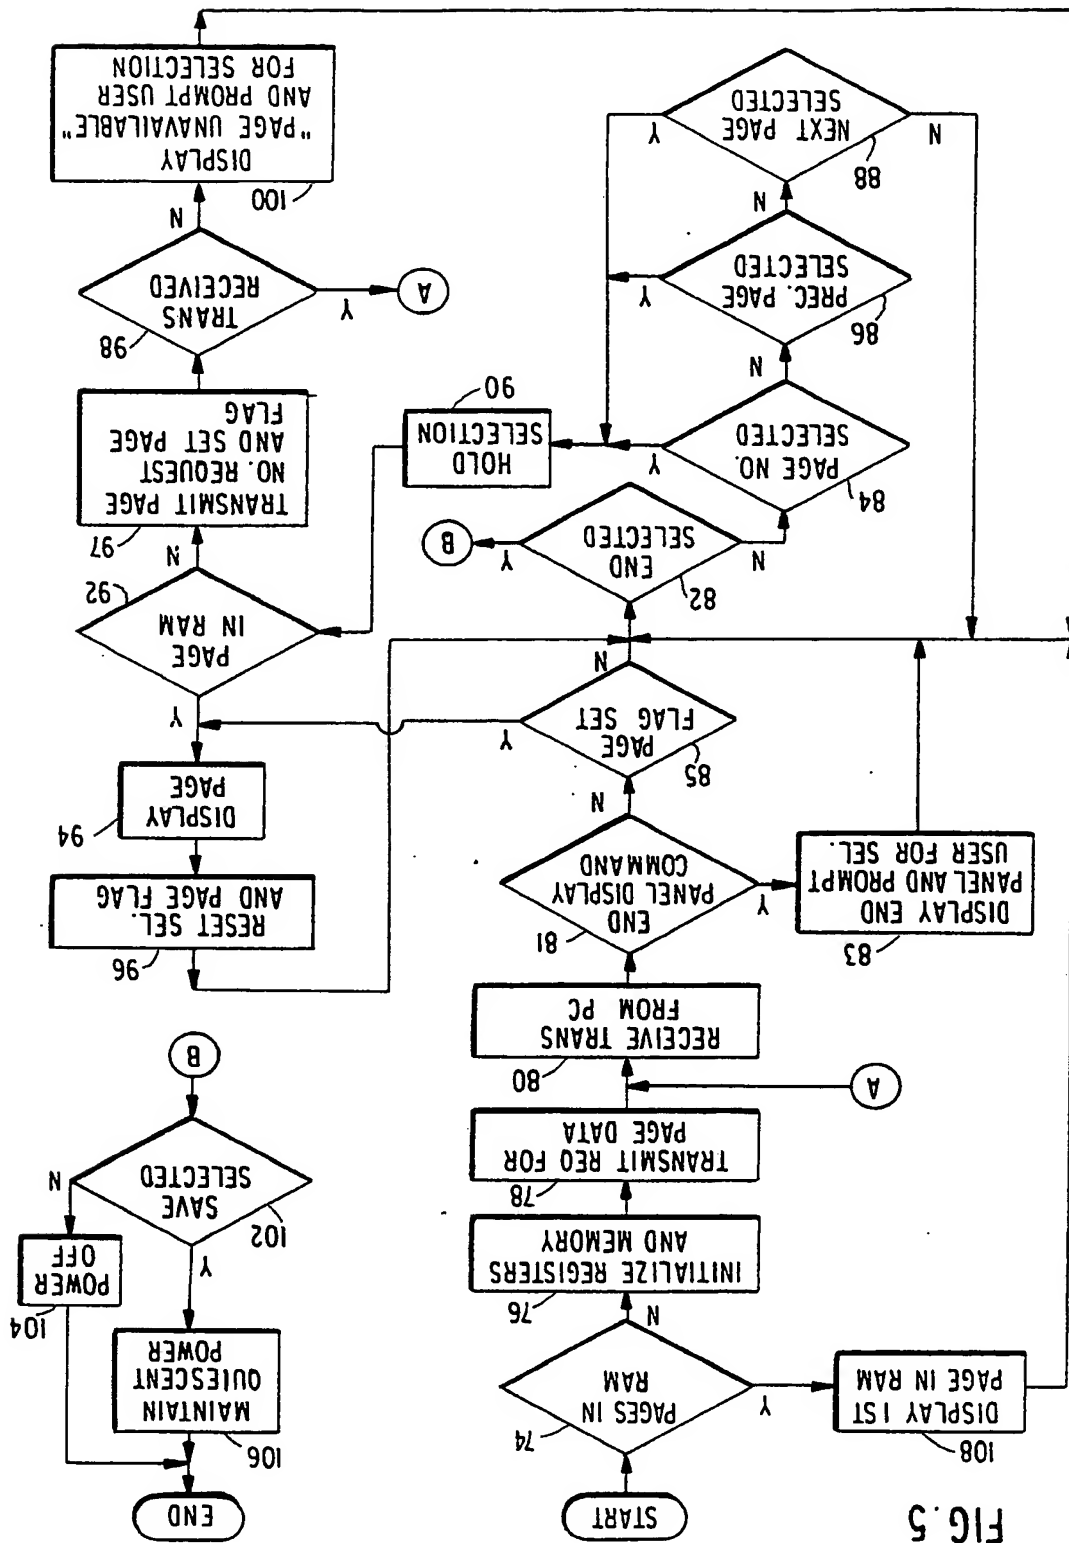 FIG.5
START
74
PAGES IN
RAM
Y
N
108
DISPLAY 1ST
PAGE IN RAM
76
INITIALIZE REGISTERS
AND MEMORY
78
TRANSMIT REQ FOR
PAGE DATA
A
80
RECEIVE TRANS
FROM PC
81
END
PANEL DISPLAY
COMMAND
Y
N
83
DISPLAY END
PANEL AND PROMPT
USER FOR SEL.
85
PAGE
FLAG SET
Y
N
82
END
SELECTED
Y
B
N
84
PAGE NO.
SELECTED
Y
N
86
PREC. PAGE
SELECTED
Y
N
88
NEXT PAGE
SELECTED
Y
N
90
HOLD
SELECTION
END
106
MAINTAIN
QUIESCENT
POWER
104
POWER
OFF
Y
N
102
SAVE
SELECTED
B
96
RESET SEL.
AND PAGE FLAG
94
DISPLAY
PAGE
Y
92
PAGE
IN RAM
N
97
TRANSMIT PAGE
NO. REQUEST
AND SET PAGE
FLAG
98
TRANS
RECEIVED
Y
A
N
100
DISPLAY
"PAGE UNAVAILABLE"
AND PROMPT USER
FOR SELECTION